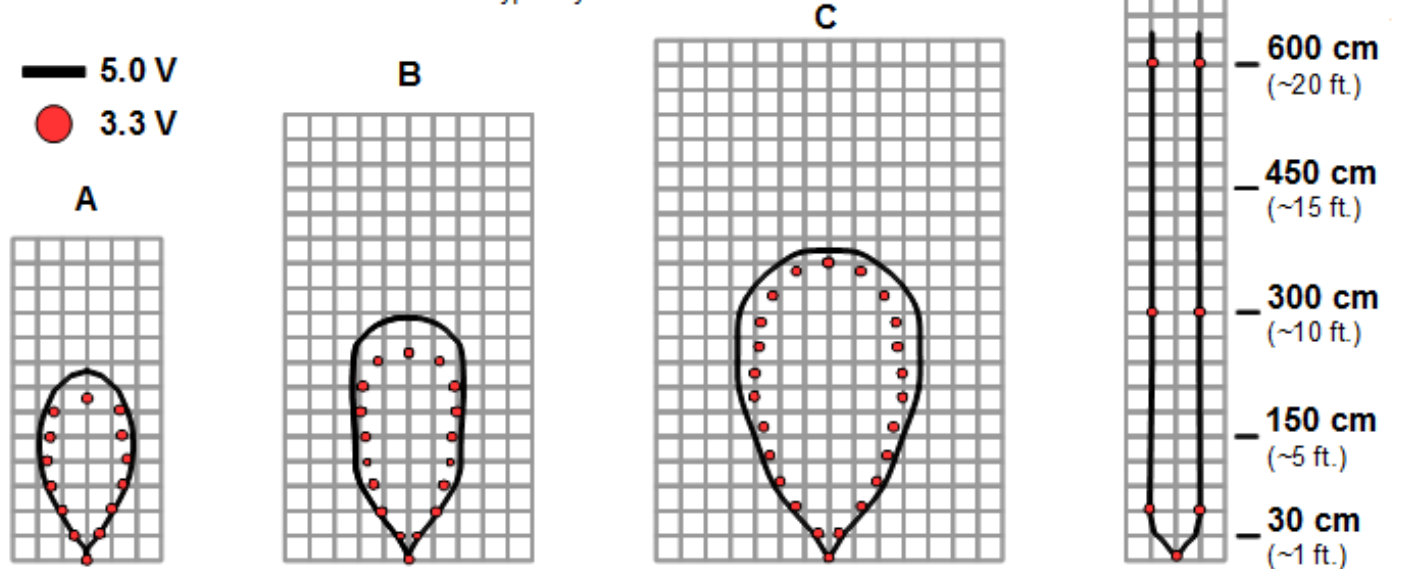 C
5.0 V
3.3 V
B
A
600 cm
(~20 ft.)
450 cm
(~15 ft.)
300 cm
(~10 ft.)
150 cm
(~5 ft.)
30 cm
(~1 ft.)